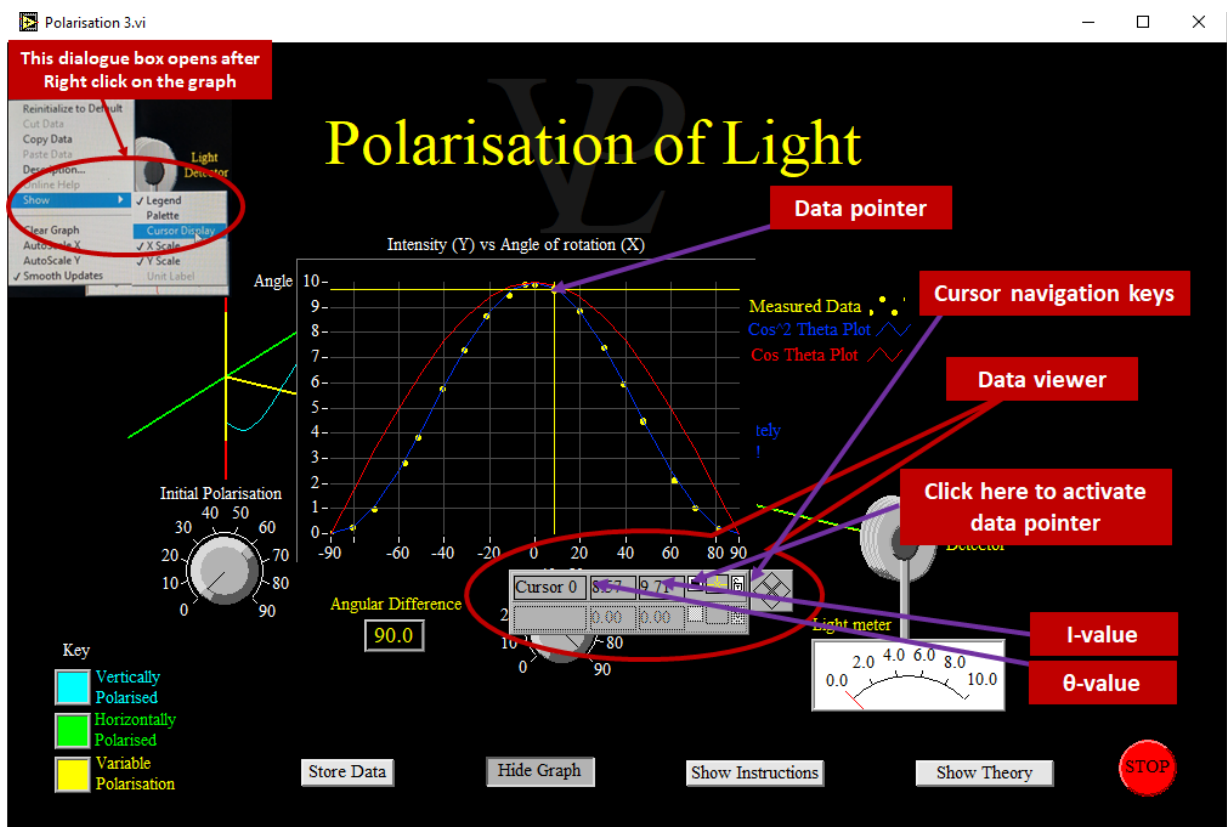 Polarisation 3.vi
This dialogue box opens after
Right click on the graph
Reinitialize to Default
Cut Data
Copy Data
Paste Data
Description...
Online Help
Show
Clear Graph
AutoScale X
AutoScale Y
✓ Smooth Updates
✓ Legend
Palette
Cursor Display
✓ X Scale
✓ Y Scale
Unit Label
Light
Detector
VPL
Polarisation of Light
Data pointer
Intensity (Y) vs Angle of rotation (X)
Angle
10
9
8
7
6
5
4
3
2
1
0
-90 -60 -40 -20 0 20 40 60 80 90
Measured Data
Cos^2 Theta Plot
Cos Theta Plot
Cursor navigation keys
Data viewer
tely
!
Click here to activate
data pointer
Detector
Initial Polarisation
0 10 20 30 40 50 60 70 80 90
Angular Difference
90.0
Cursor 0 8.57 9.71
0.00 0.00
2
10 80
0 90
Light meter
0.0 2.0 4.0 6.0 8.0 10.0
I-value
θ-value
Key
Vertically
Polarised
Horizontally
Polarised
Variable
Polarisation
Store Data
Hide Graph
Show Instructions
Show Theory
STOP